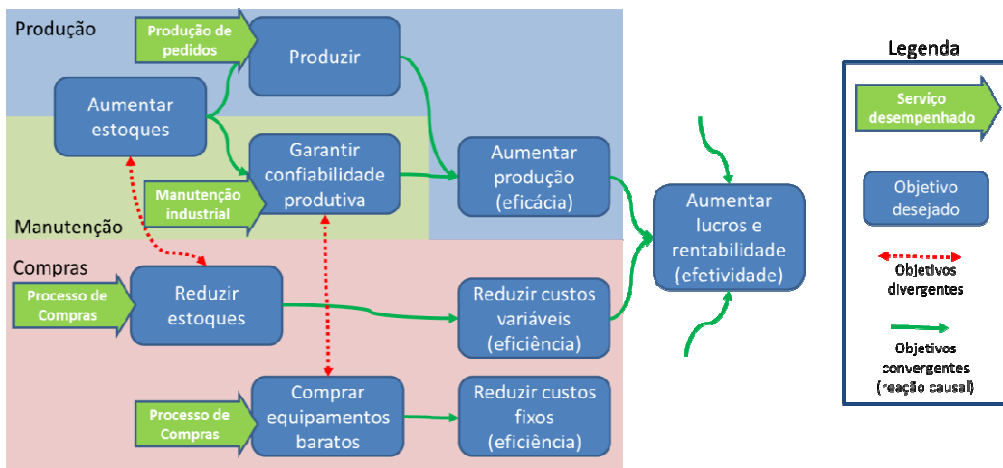 Produção
Produção de
pedidos
Produzir
Aumentar
estoques
Garantir
confiabilidade
produtiva
Manutenção
industrial
Manutenção
Aumentar
produção
(eficácia)
Aumentar
lucros e
rentabilidade
(efetividade)
Compras
Processo de
Compras
Reduzir
estoques
Reduzir custos
variáveis
(eficiência)
Processo de
Compras
Comprar
equipamentos
baratos
Reduzir custos
fixos
(eficiência)
Legenda
Serviço
desempenhado
Objetivo
desejado
Objetivos
divergentes
Objetivos
convergentes
(reação causal)